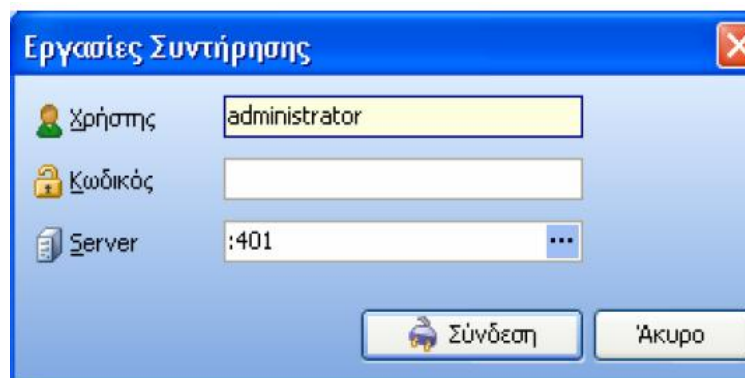 Εργασίες Συντήρησης
Χρήστης administrator
Κωδικός
Server :401 ...
Σύνδεση Άκυρο